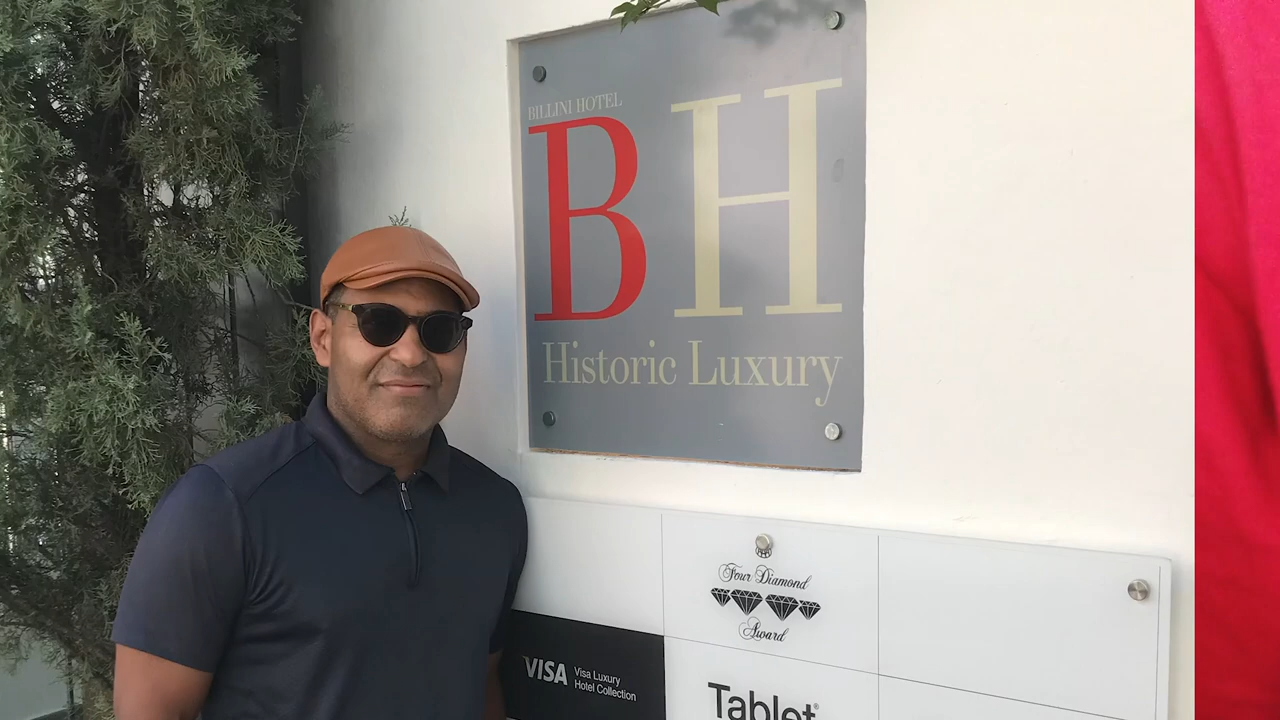 BILLINI HOTEL
BH
Historic Luxury
Four Diamond
Award
VISA Visa Luxury
Hotel Collection
Tablet